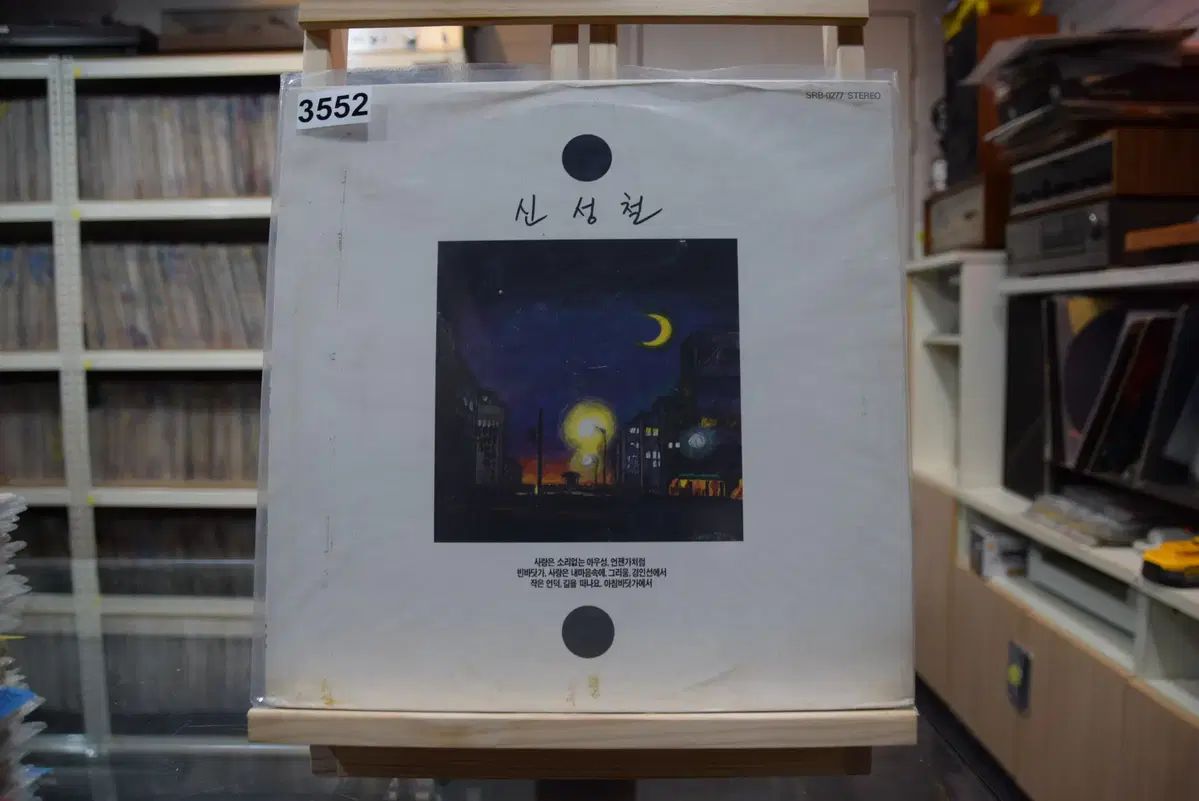 3552
SRB-0277 STEREO
신 성 철
사랑은 소리없는 아우성, 언젠가처럼
빈바닷가, 사랑은 내마음속에, 그리움, 경인선에서
작은 언덕, 길을 떠나요, 아침바닷가에서